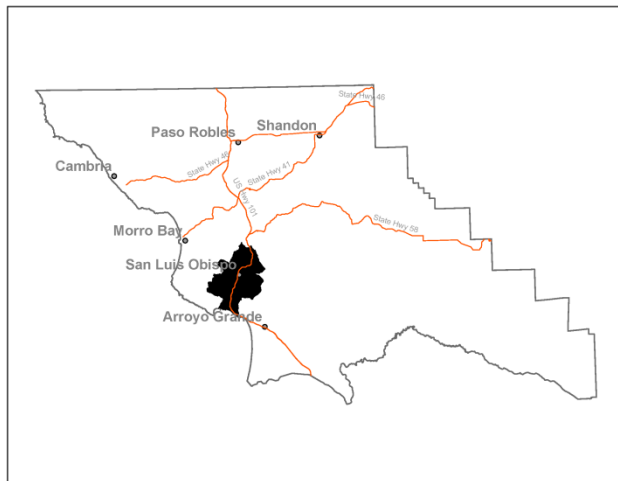 State Hwy 46
Shandon
Paso Robles
State Hwy 46
State Hwy 41
Cambria
US Hwy 101
State Hwy 58
Morro Bay
San Luis Obispo
Arroyo Grande